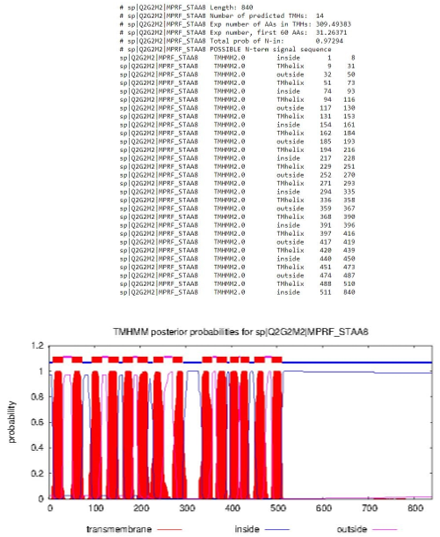 # sp|Q2G2M2|MPRF_STAA8 Length: 840
# sp|Q2G2M2|MPRF_STAA8 Number of predicted TMHs: 14
# sp|Q2G2M2|MPRF_STAA8 Exp number of AAs in TMHs: 309.49383
# sp|Q2G2M2|MPRF_STAA8 Exp number, first 60 AAs: 31.26371
# sp|Q2G2M2|MPRF_STAA8 Total prob of N-in: 0.97294
# sp|Q2G2M2|MPRF_STAA8 POSSIBLE N-term signal sequence
sp|Q2G2M2|MPRF_STAA8 TMHMM2.0 inside 1 8
sp|Q2G2M2|MPRF_STAA8 TMHMM2.0 TMhelix 9 31
sp|Q2G2M2|MPRF_STAA8 TMHMM2.0 outside 32 50
sp|Q2G2M2|MPRF_STAA8 TMHMM2.0 TMhelix 51 73
sp|Q2G2M2|MPRF_STAA8 TMHMM2.0 inside 74 93
sp|Q2G2M2|MPRF_STAA8 TMHMM2.0 TMhelix 94 116
sp|Q2G2M2|MPRF_STAA8 TMHMM2.0 outside 117 130
sp|Q2G2M2|MPRF_STAA8 TMHMM2.0 TMhelix 131 153
sp|Q2G2M2|MPRF_STAA8 TMHMM2.0 inside 154 161
sp|Q2G2M2|MPRF_STAA8 TMHMM2.0 TMhelix 162 184
sp|Q2G2M2|MPRF_STAA8 TMHMM2.0 outside 185 193
sp|Q2G2M2|MPRF_STAA8 TMHMM2.0 TMhelix 194 216
sp|Q2G2M2|MPRF_STAA8 TMHMM2.0 inside 217 228
sp|Q2G2M2|MPRF_STAA8 TMHMM2.0 TMhelix 229 251
sp|Q2G2M2|MPRF_STAA8 TMHMM2.0 outside 252 270
sp|Q2G2M2|MPRF_STAA8 TMHMM2.0 TMhelix 271 293
sp|Q2G2M2|MPRF_STAA8 TMHMM2.0 inside 294 335
sp|Q2G2M2|MPRF_STAA8 TMHMM2.0 TMhelix 336 358
sp|Q2G2M2|MPRF_STAA8 TMHMM2.0 outside 359 367
sp|Q2G2M2|MPRF_STAA8 TMHMM2.0 TMhelix 368 390
sp|Q2G2M2|MPRF_STAA8 TMHMM2.0 inside 391 396
sp|Q2G2M2|MPRF_STAA8 TMHMM2.0 TMhelix 397 416
sp|Q2G2M2|MPRF_STAA8 TMHMM2.0 outside 417 419
sp|Q2G2M2|MPRF_STAA8 TMHMM2.0 TMhelix 420 439
sp|Q2G2M2|MPRF_STAA8 TMHMM2.0 inside 440 450
sp|Q2G2M2|MPRF_STAA8 TMHMM2.0 TMhelix 451 473
sp|Q2G2M2|MPRF_STAA8 TMHMM2.0 outside 474 487
sp|Q2G2M2|MPRF_STAA8 TMHMM2.0 TMhelix 488 510
sp|Q2G2M2|MPRF_STAA8 TMHMM2.0 inside 511 840
TMHMM posterior probabilities for sp|Q2G2M2|MPRF_STAA8
probability
1.2
1
0.8
0.6
0.4
0.2
0
0 100 200 300 400 500 600 700 800
transmembrane inside outside